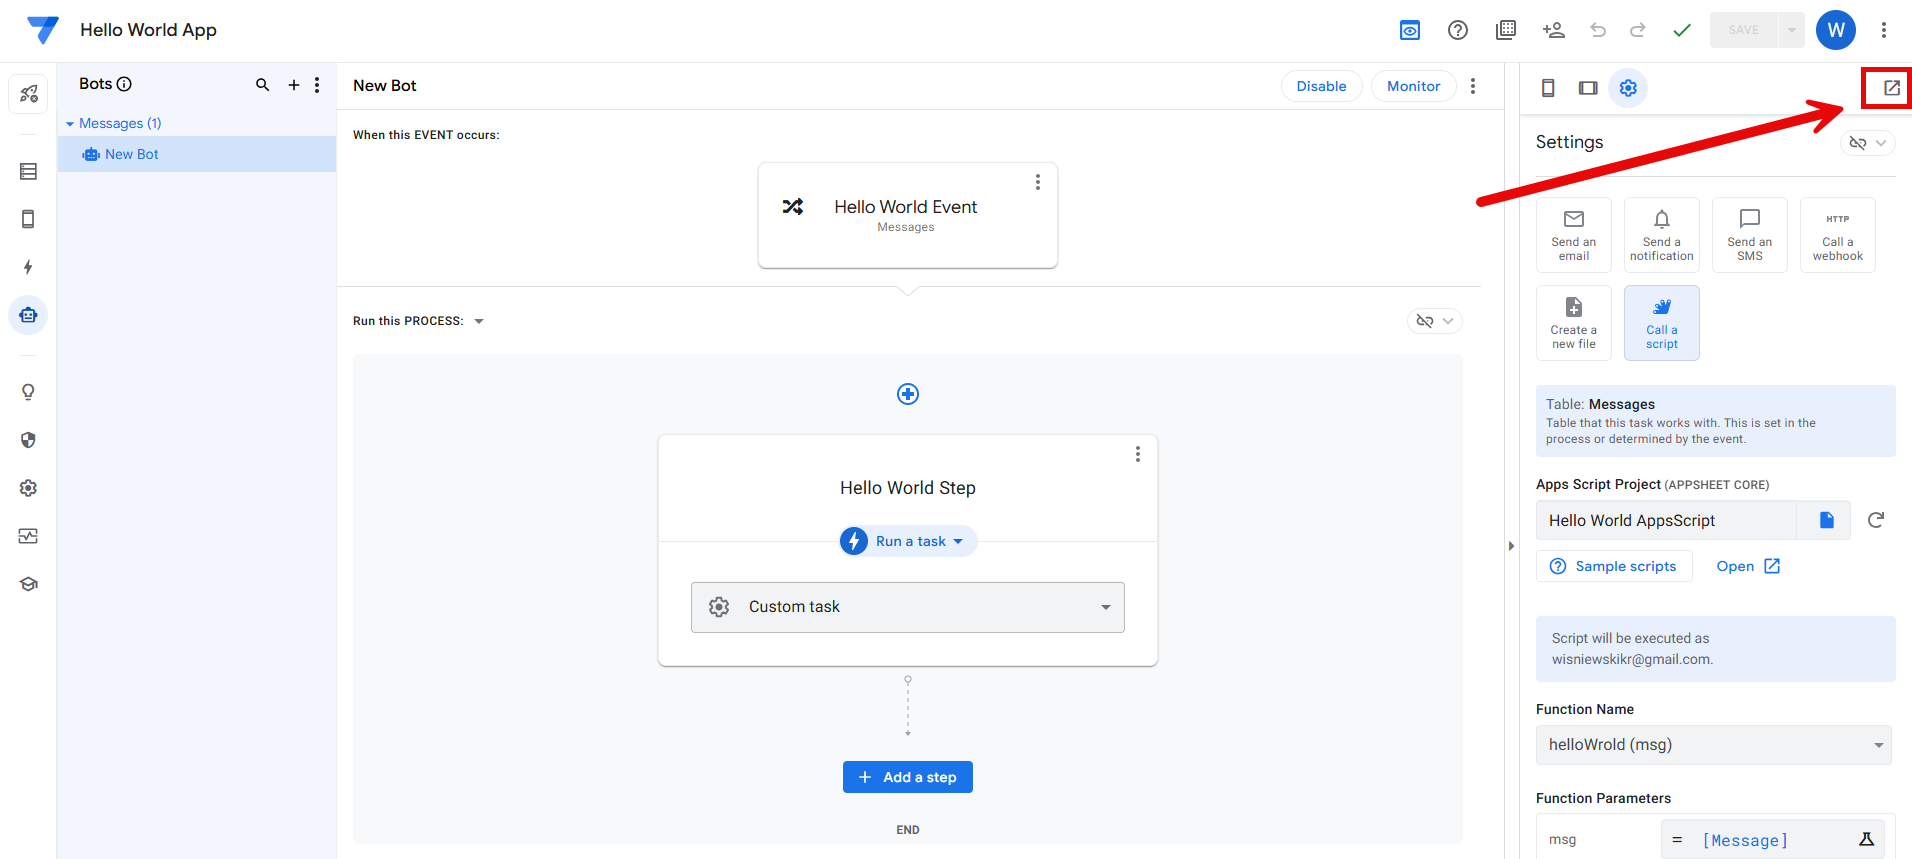 Hello World App
SAVE
W
Bots
Messages (1)
New Bot
New Bot
Disable
Monitor
When this EVENT occurs:
Hello World Event
Messages
Run this PROCESS:
Hello World Step
Run a task
Custom task
Add a step
END
Settings
Send an
email
Send a
notification
Send an
SMS
HTTP
Call a
webhook
Create a
new file
Call a
script
Table: Messages
Table that this task works with. This is set in the
process or determined by the event.
Apps Script Project (APPSHEET CORE)
Hello World AppsScript
Sample scripts
Open
Script will be executed as
wisniewskikr@gmail.com.
Function Name
helloWrold (msg)
Function Parameters
msg
= [Message]